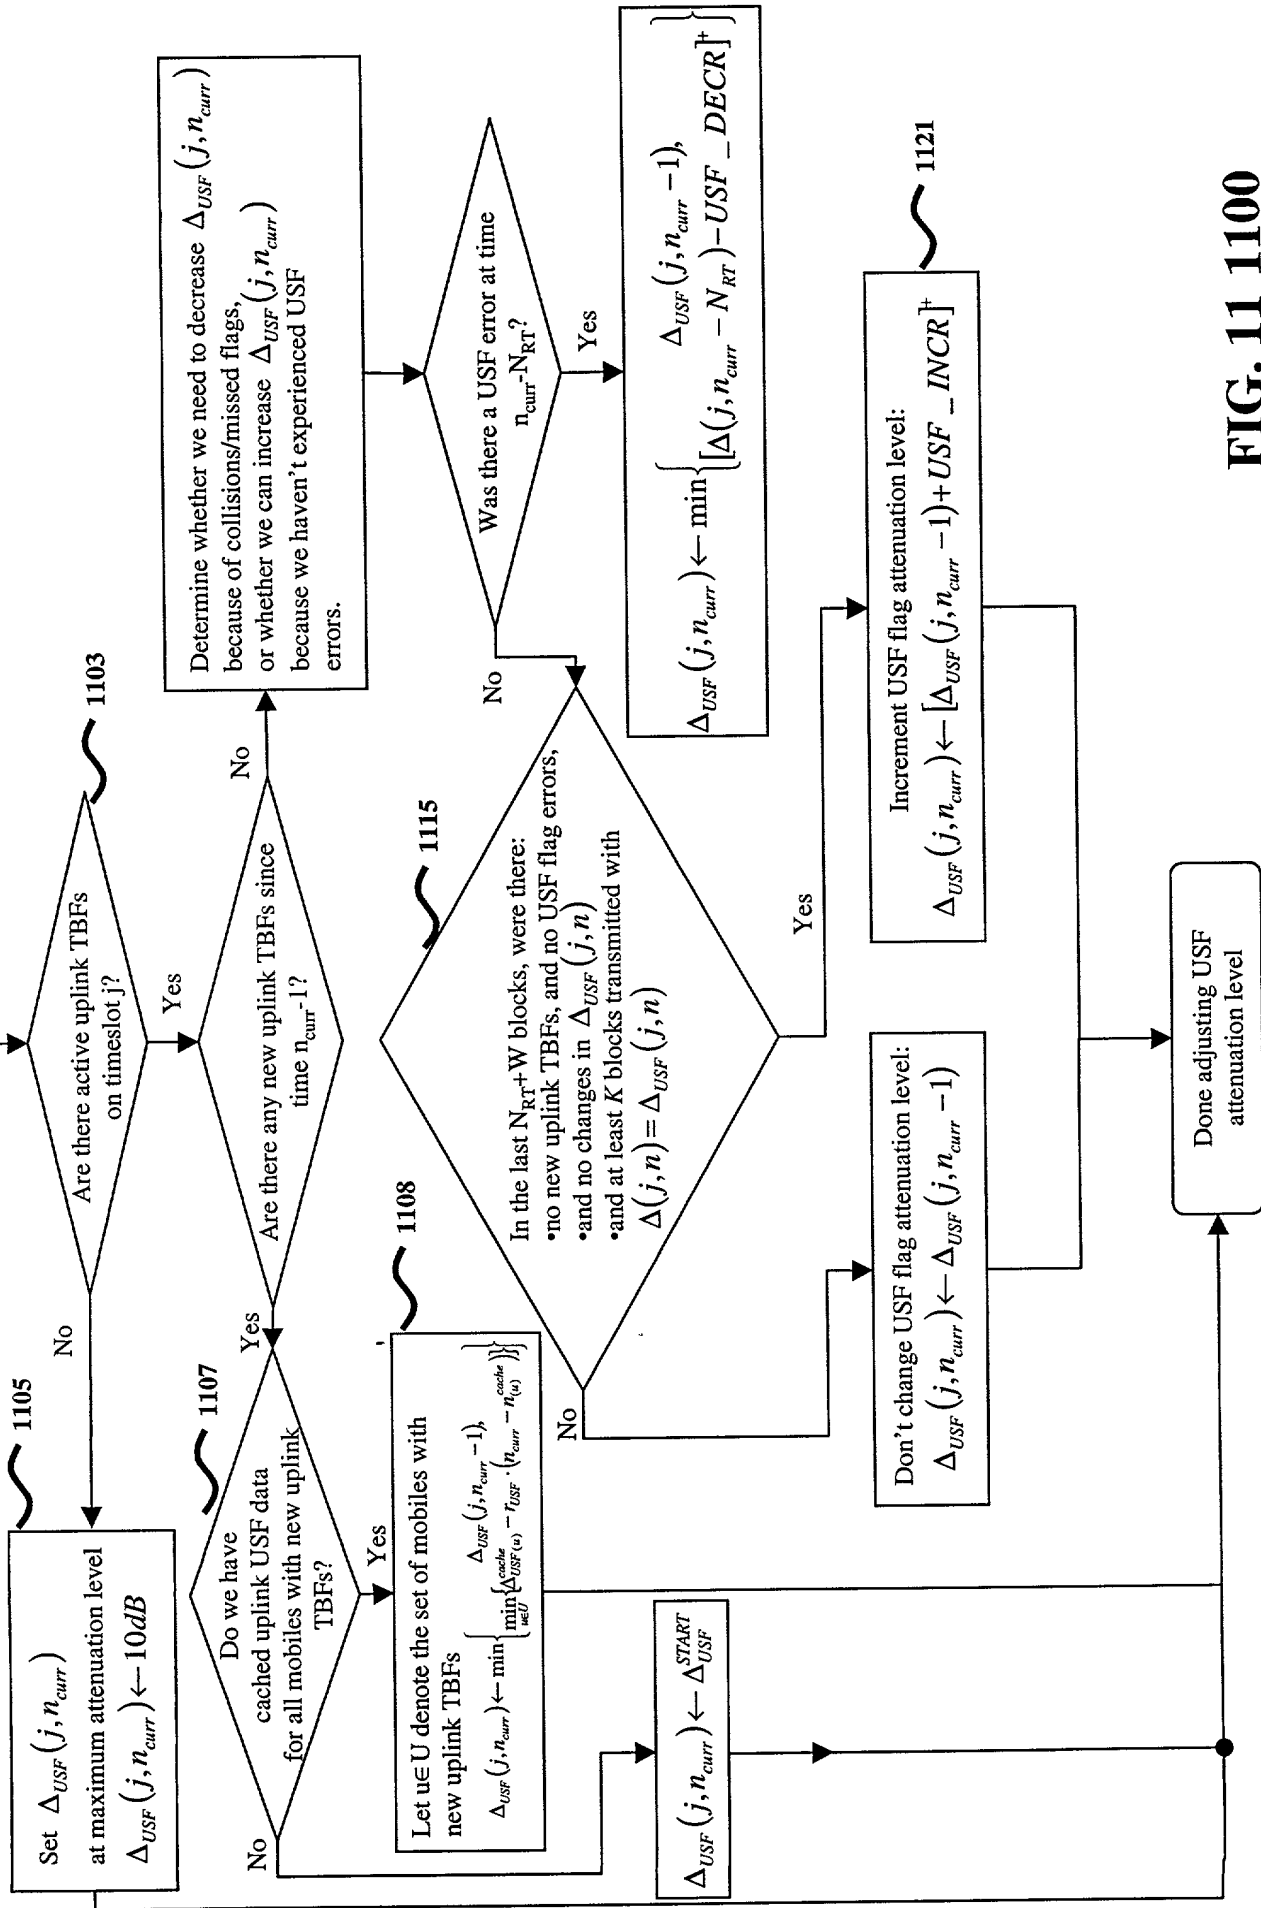 1103
Are there active uplink TBFs
on timeslot j?
No
Yes
1105
Set Δ_USF(j, n_curr)
at maximum attenuation level
Δ_USF(j, n_curr) ← 10dB
Are there any new uplink TBFs since
time n_curr-1?
No
Yes
Determine whether we need to decrease Δ_USF(j, n_curr)
because of collisions/missed flags,
or whether we can increase Δ_USF(j, n_curr)
because we haven't experienced USF
errors.
1107
Do we have
cached uplink USF data
for all mobiles with new uplink
TBFs?
Yes
No
1108
Let u∈ U denote the set of mobiles with
new uplink TBFs
Δ_USF(j, n_curr) ← min { Δ_USF(j, n_curr − 1),
min_{u∈U} {Δ^cache_USF(u) − r_USF · (n_curr − n^cache_(u))} }
Δ_USF(j, n_curr) ← Δ^START_USF
Was there a USF error at time
n_curr-N_RT?
No
Yes
Δ_USF(j, n_curr) ← min { Δ_USF(j, n_curr − 1),
[Δ(j, n_curr − N_RT) − USF _ DECR]⁺ }
1115
In the last N_RT+W blocks, were there:
•no new uplink TBFs, and no USF flag errors,
•and no changes in Δ_USF(j, n)
•and at least K blocks transmitted with
Δ(j, n) = Δ_USF(j, n)
No
Yes
Don't change USF flag attenuation level:
Δ_USF(j, n_curr) ← Δ_USF(j, n_curr − 1)
1121
Increment USF flag attenuation level:
Δ_USF(j, n_curr) ← [Δ_USF(j, n_curr − 1) + USF _ INCR]⁺
Done adjusting USF
attenuation level
FIG. 11 1100